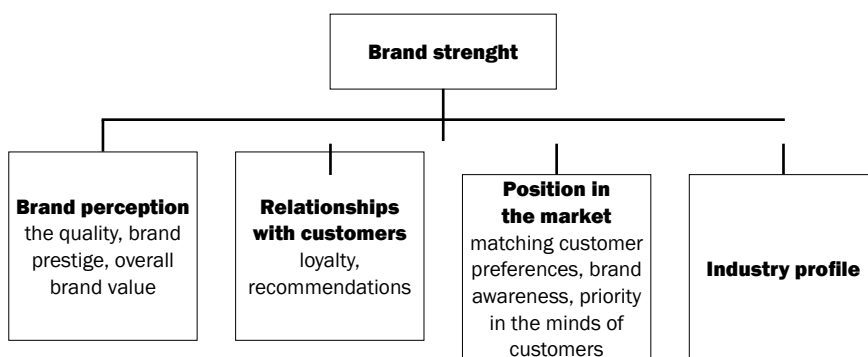 Brand strenght
Brand perception
the quality, brand
prestige, overall
brand value
Relationships
with customers
loyalty,
recommendations
Position in
the market
matching customer
preferences, brand
awareness, priority
in the minds of
customers
Industry profile